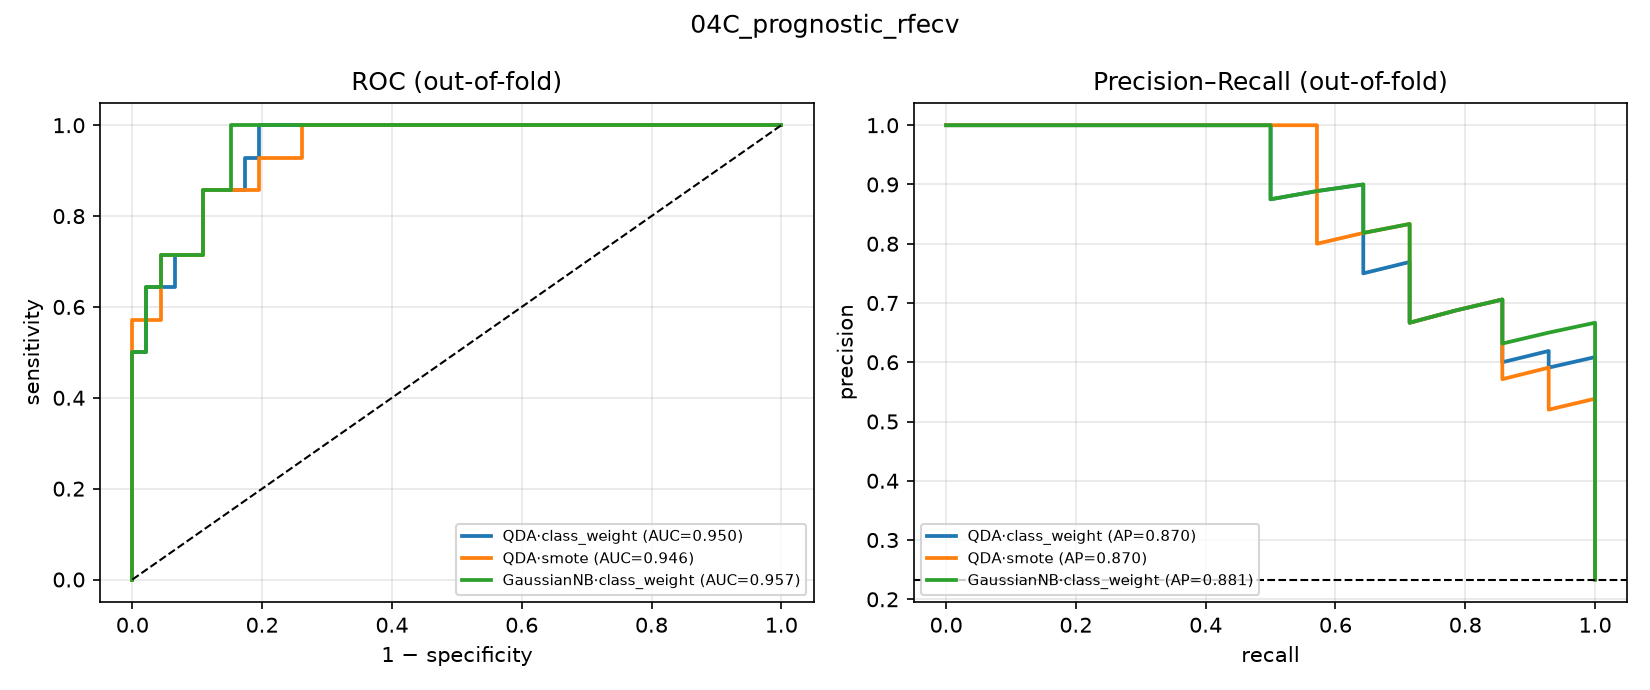 04C_prognostic_rfecv
ROC (out-of-fold)
sensitivity
1.0
0.8
0.6
0.4
0.2
0.0
QDA·class_weight (AUC=0.950)
QDA·smote (AUC=0.946)
GaussianNB·class_weight (AUC=0.957)
0.0 0.2 0.4 0.6 0.8 1.0
1 − specificity
Precision–Recall (out-of-fold)
precision
1.0
0.9
0.8
0.7
0.6
0.5
0.4
0.3
0.2
QDA·class_weight (AP=0.870)
QDA·smote (AP=0.870)
GaussianNB·class_weight (AP=0.881)
0.0 0.2 0.4 0.6 0.8 1.0
recall